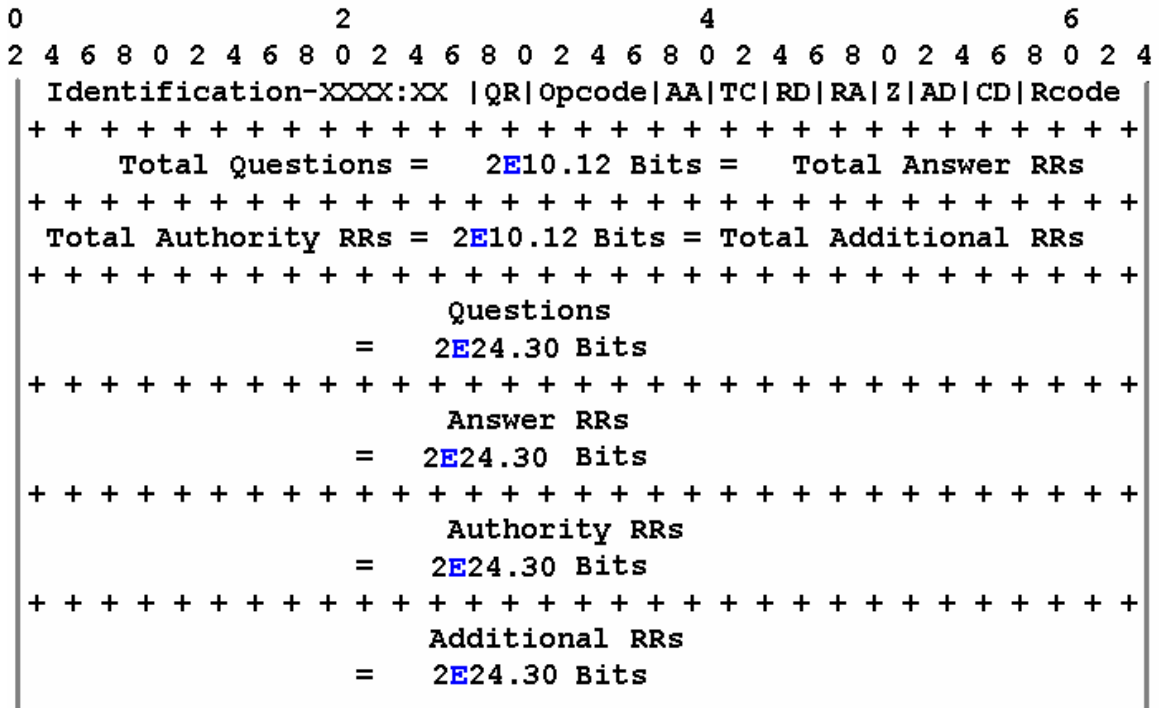 0 2 4 6
2 4 6 8 0 2 4 6 8 0 2 4 6 8 0 2 4 6 8 0 2 4 6 8 0 2 4 6 8 0 2 4
Identification-XXXX:XX |QR|Opcode|AA|TC|RD|RA|Z|AD|CD|Rcode
+ + + + + + + + + + + + + + + + + + + + + + + + + + + + + + +
Total Questions = 2E10.12 Bits = Total Answer RRs
+ + + + + + + + + + + + + + + + + + + + + + + + + + + + + + +
Total Authority RRs = 2E10.12 Bits = Total Additional RRs
+ + + + + + + + + + + + + + + + + + + + + + + + + + + + + + +
Questions
= 2E24.30 Bits
+ + + + + + + + + + + + + + + + + + + + + + + + + + + + + + +
Answer RRs
= 2E24.30 Bits
+ + + + + + + + + + + + + + + + + + + + + + + + + + + + + + +
Authority RRs
= 2E24.30 Bits
+ + + + + + + + + + + + + + + + + + + + + + + + + + + + + + +
Additional RRs
= 2E24.30 Bits